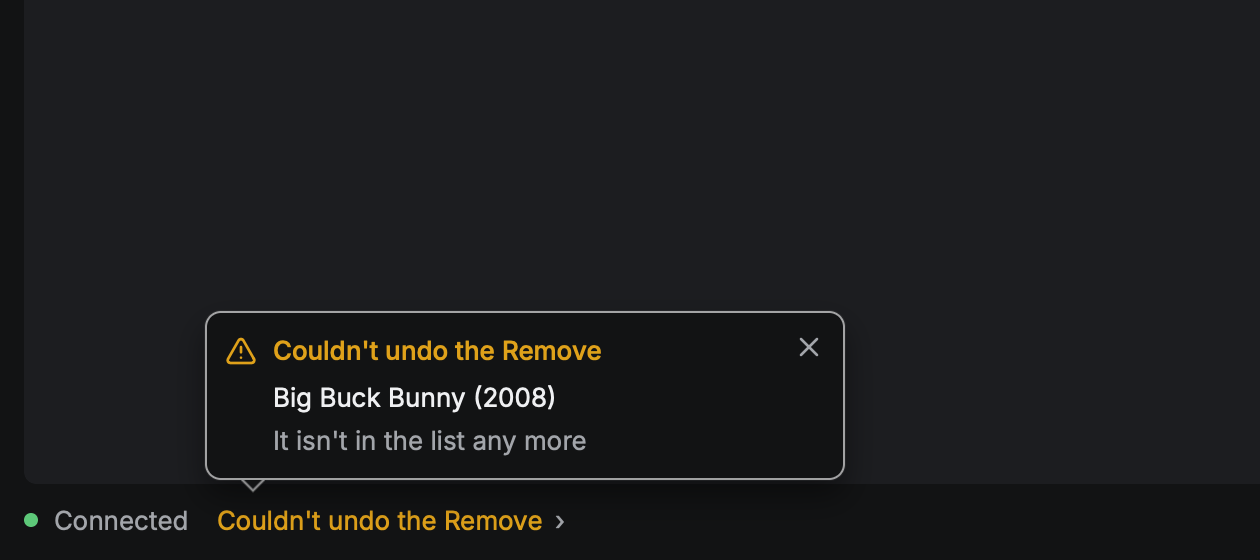 Couldn't undo the Remove
Big Buck Bunny (2008)
It isn't in the list any more
Connected Couldn't undo the Remove ›